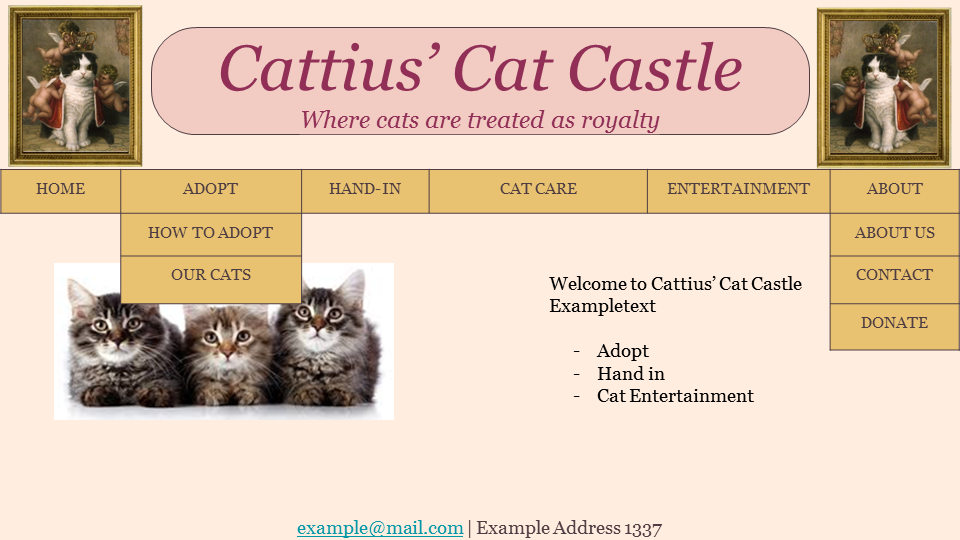 Cattius’ Cat Castle
Where cats are treated as royalty
HOME
ADOPT
HAND-IN
CAT CARE
ENTERTAINMENT
ABOUT
HOW TO ADOPT
OUR CATS
ABOUT US
CONTACT
DONATE
Welcome to Cattius’ Cat Castle
Exampletext
- Adopt
- Hand in
- Cat Entertainment
example@mail.com | Example Address 1337